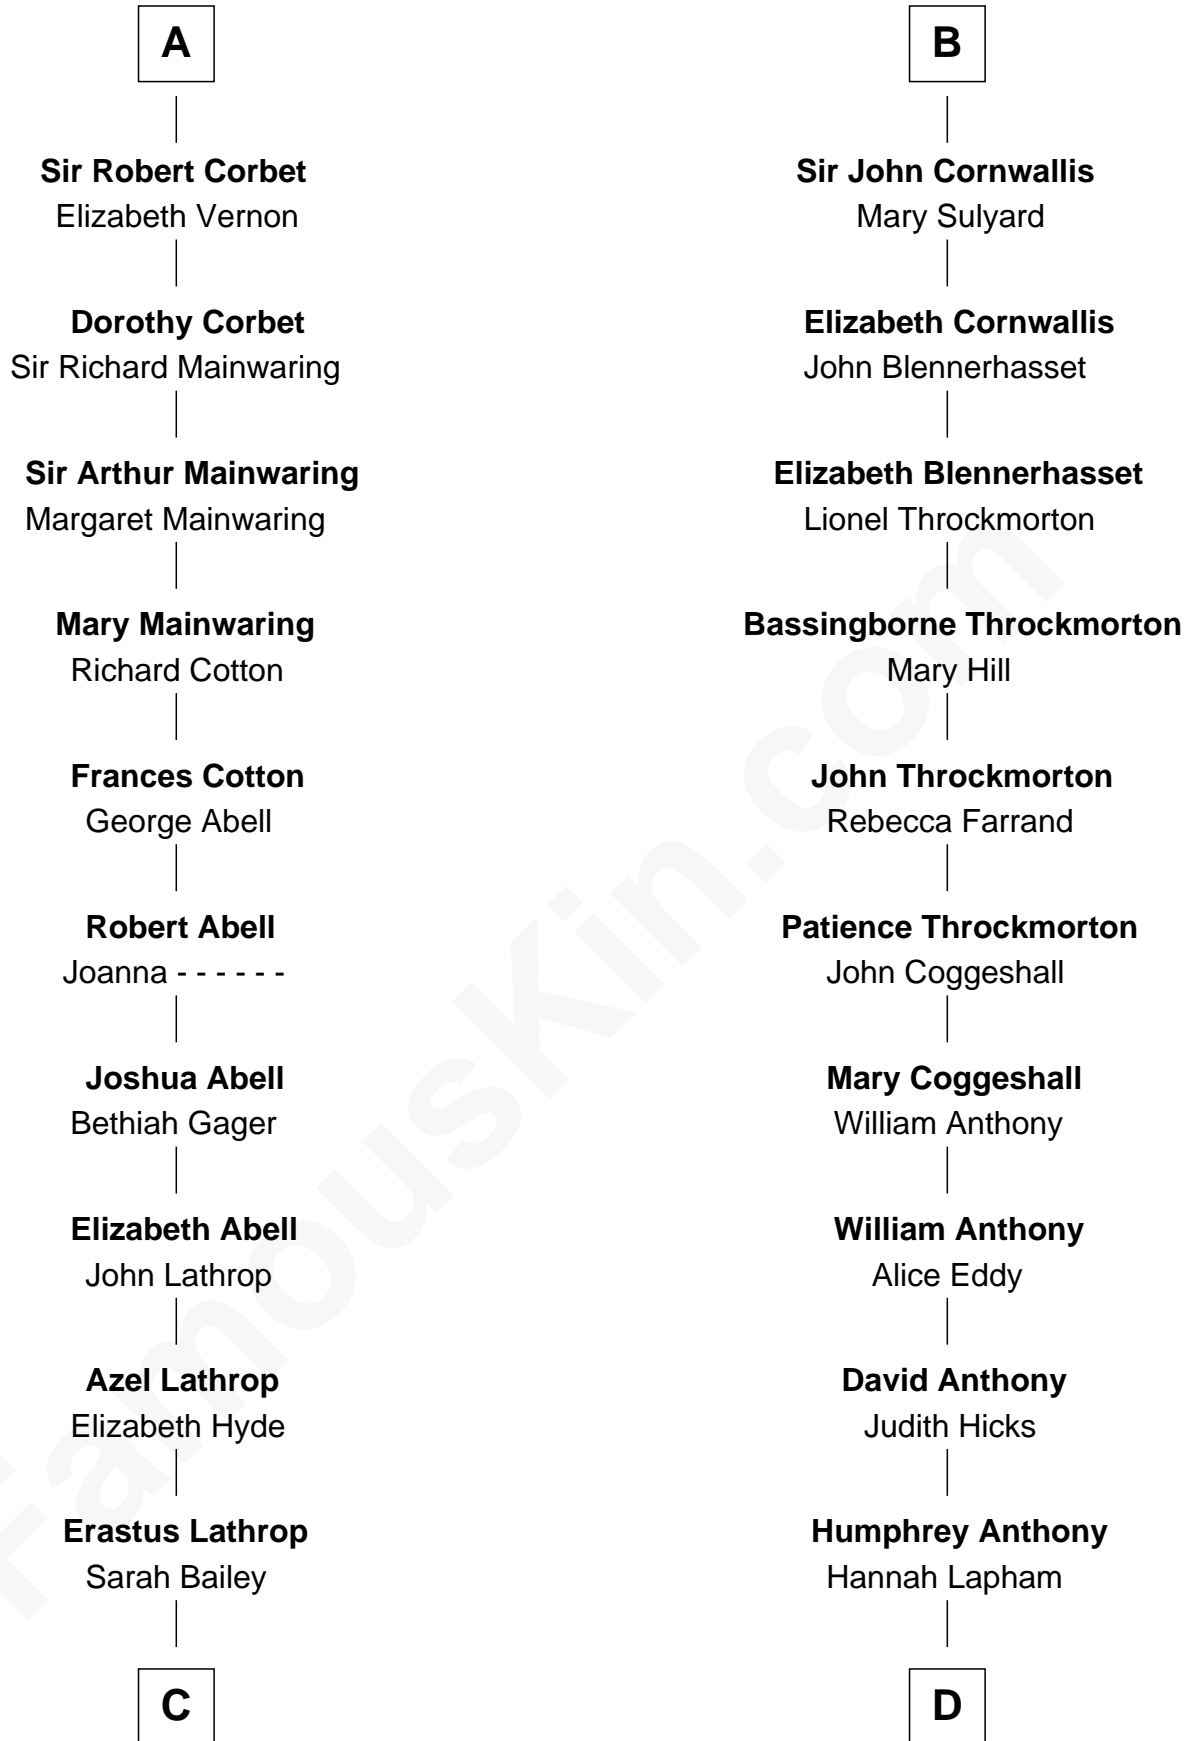 A
Sir Robert Corbet
Elizabeth Vernon
Dorothy Corbet
Sir Richard Mainwaring
Sir Arthur Mainwaring
Margaret Mainwaring
Mary Mainwaring
Richard Cotton
Frances Cotton
George Abell
Robert Abell
Joanna - - - - - -
Joshua Abell
Bethiah Gager
Elizabeth Abell
John Lathrop
Azel Lathrop
Elizabeth Hyde
Erastus Lathrop
Sarah Bailey
C
B
Sir John Cornwallis
Mary Sulyard
Elizabeth Cornwallis
John Blennerhasset
Elizabeth Blennerhasset
Lionel Throckmorton
Bassingborne Throckmorton
Mary Hill
John Throckmorton
Rebecca Farrand
Patience Throckmorton
John Coggeshall
Mary Coggeshall
William Anthony
William Anthony
Alice Eddy
David Anthony
Judith Hicks
Humphrey Anthony
Hannah Lapham
D
FamousKin.com